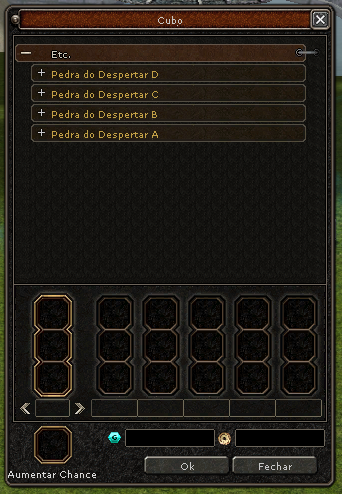 Cubo
Etc.
Pedra do Despertar D
Pedra do Despertar C
Pedra do Despertar B
Pedra do Despertar A
Aumentar Chance
Ok Fechar